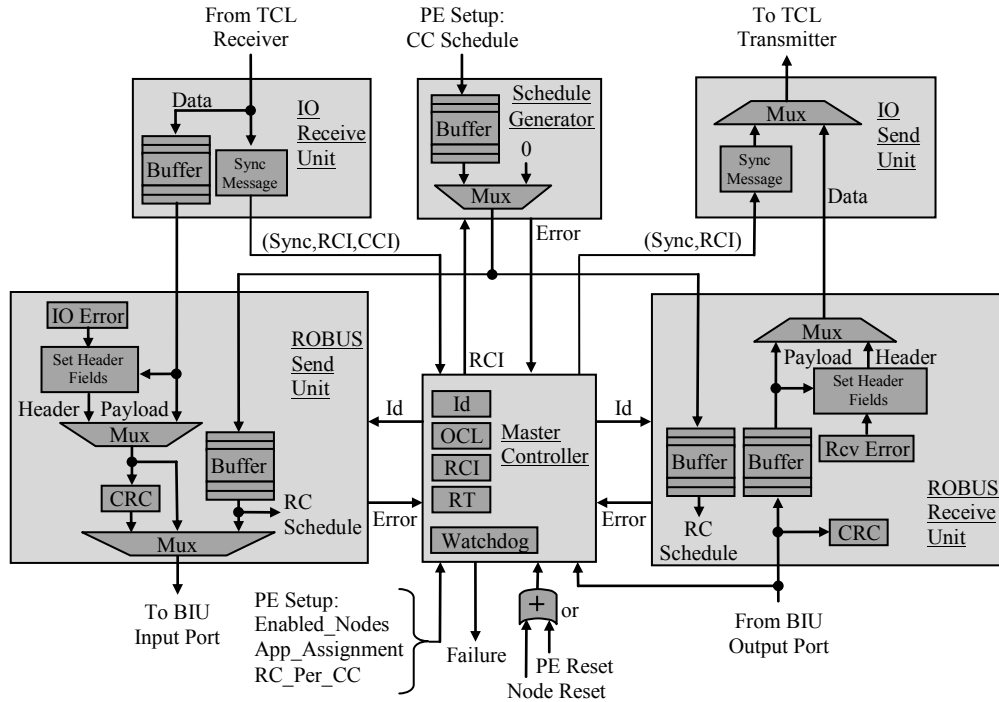 From TCL
Receiver
PE Setup:
CC Schedule
To TCL
Transmitter
Data
IO
Receive
Unit
Buffer
Sync
Message
Schedule
Generator
Buffer
0
Mux
Error
Mux
IO
Send
Unit
Sync
Message
Data
(Sync,RCI,CCI)
(Sync,RCI)
IO Error
Set Header
Fields
ROBUS
Send
Unit
Header
Payload
Mux
Buffer
CRC
RC
Schedule
Mux
RCI
Id
Id
OCL
RCI
RT
Watchdog
Master
Controller
Id
Error
Error
Mux
Payload
Header
Set Header
Fields
Rcv Error
Buffer
Buffer
RC
Schedule
CRC
ROBUS
Receive
Unit
To BIU
Input Port
PE Setup:
Enabled_Nodes
App_Assignment
RC_Per_CC
Failure
+
or
PE Reset
Node Reset
From BIU
Output Port